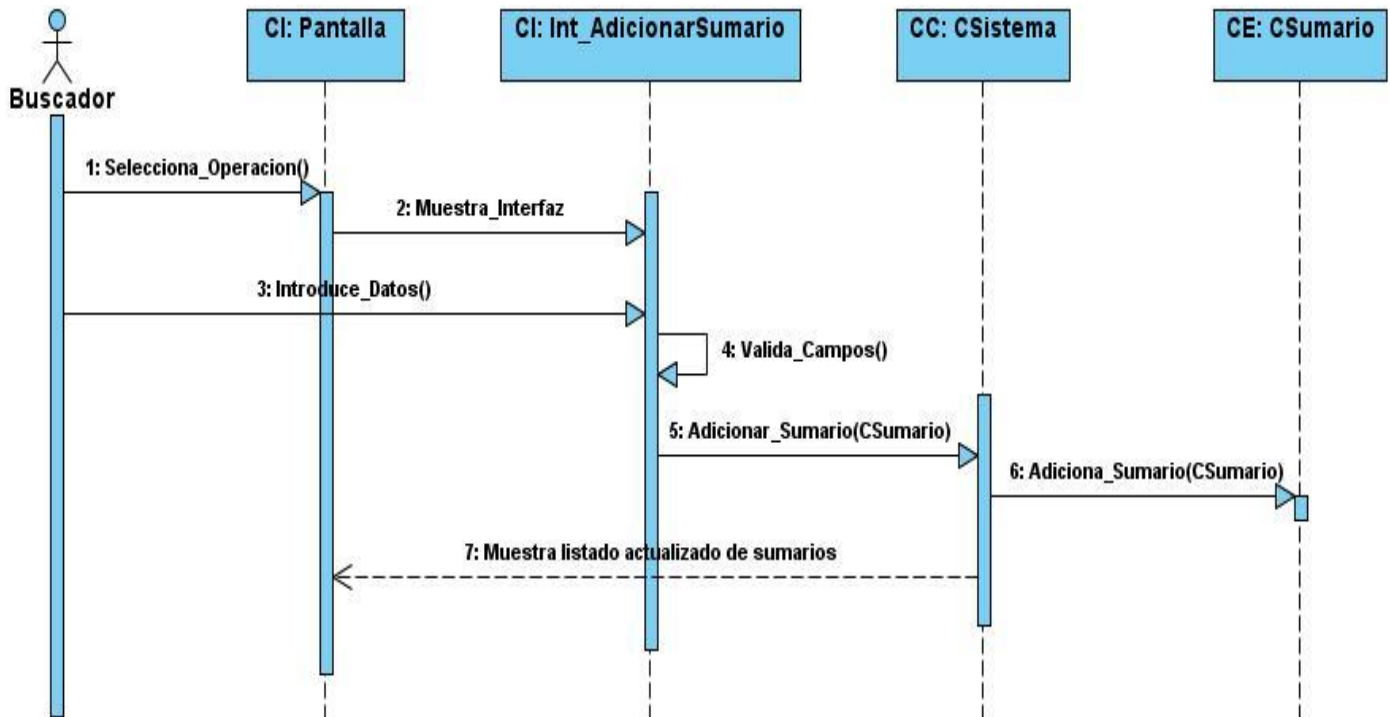 CI: Pantalla
CI: Int_AdicionarSumario
CC: CSistema
CE: CSumario
Buscador
1: Selecciona_Operacion()
2: Muestra_Interfaz
3: Introduce_Datos()
4: Valida_Campos()
5: Adicionar_Sumario(CSumario)
6: Adiciona_Sumario(CSumario)
7: Muestra listado actualizado de sumarios